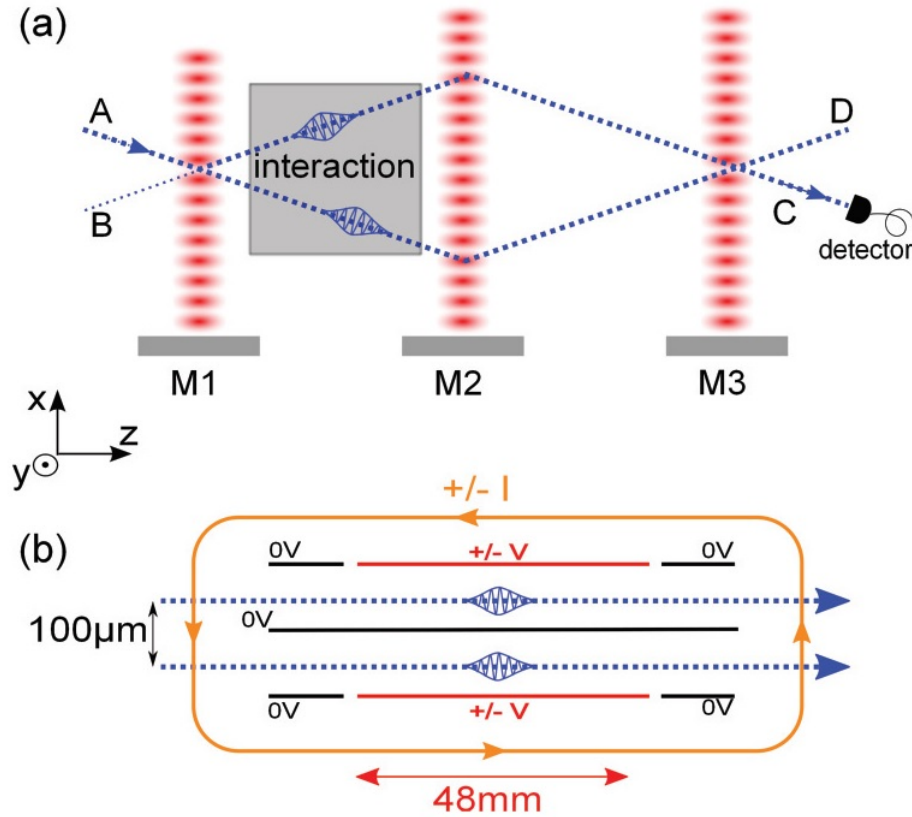 (a)
A
B
interaction
D
C
detector
M1
M2
M3
x
y
z
+/- I
(b)
0V
+/- V
0V
100µm
0V
0V
+/- V
0V
48mm